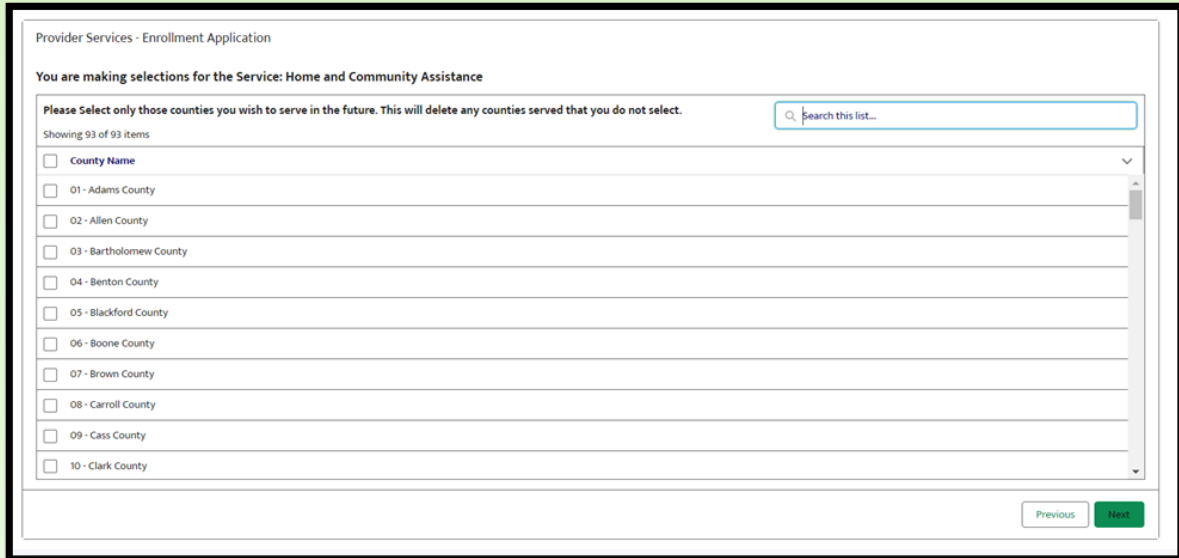 Provider Services - Enrollment Application
You are making selections for the Service: Home and Community Assistance
Please Select only those counties you wish to serve in the future. This will delete any counties served that you do not select.
Search this list...
Showing 93 of 93 items
County Name
01 - Adams County
02 - Allen County
03 - Bartholomew County
04 - Benton County
05 - Blackford County
06 - Boone County
07 - Brown County
08 - Carroll County
09 - Cass County
10 - Clark County
Previous
Next